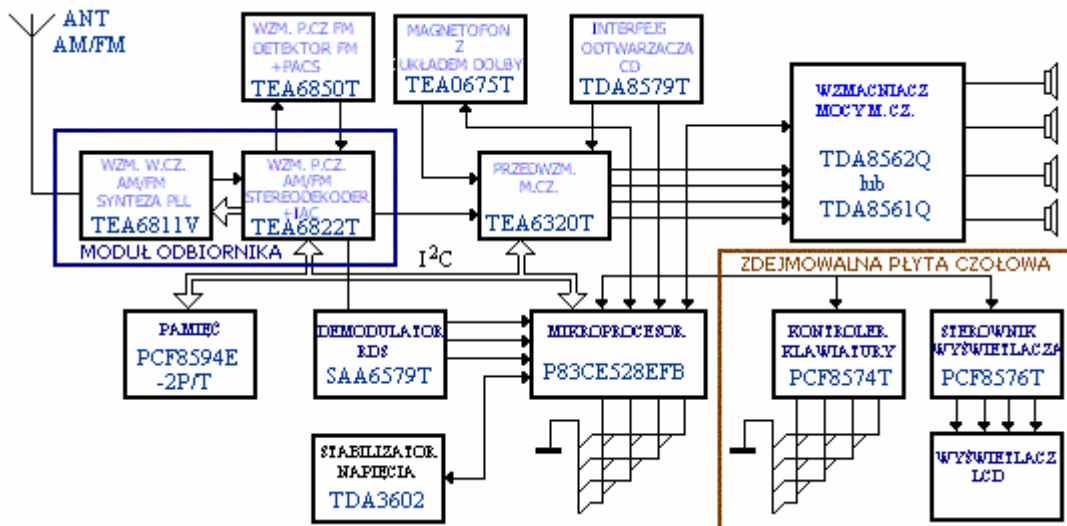 ANT
AM/FM
WZM. P.CZ FM
DETEKTOR FM
+PACS
TEA6850T
MAGNETOFON
Z
UKŁADEM DOLBY
TEA0675T
INTERFEJS
ODTWARZACZA
CD
TDA8579T
WZMACNIACZ
MOCY M.CZ.
TDA8562Q
lub
TDA8561Q
WZM. W.CZ.
AM/FM
SYNTEZA PLL
TEA6811V
WZM. P.CZ.
AM/FM
STEREODEKODER
+IAC
TEA6822T
MODUŁ ODBIORNIKA
PRZEDWZM.
M.CZ.
TEA6320T
I²C
ZDEJMOWALNA PŁYTA CZOŁOWA
PAMIĘĆ
PCF8594E
-2P/T
DEMODULATOR
RDS
SAA6579T
MIKROPROCESOR
P83CE528EFB
KONTROLER
KLAWIATURY
PCF8574T
STEROWNIK
WYŚWIETLACZA
PCF8576T
STABILIZATOR
NAPIĘCIA
TDA3602
WYŚWIETLACZ
LCD